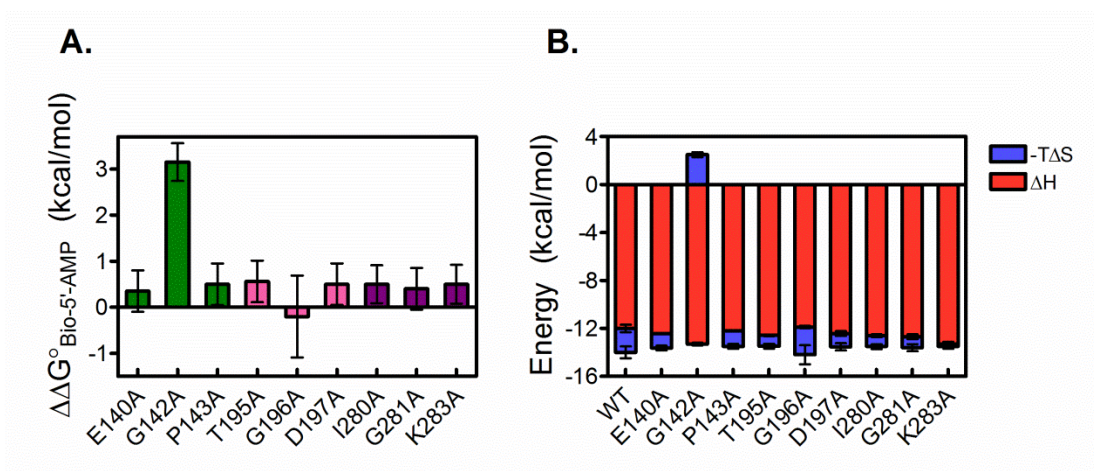 A.
ΔΔG°Bio-5'-AMP (kcal/mol)
3
2
1
0
-1
E140A
G142A
P143A
T195A
G196A
D197A
I280A
G281A
K283A
B.
Energy (kcal/mol)
4
0
-4
-8
-12
-16
WT
E140A
G142A
P143A
T195A
G196A
D197A
I280A
G281A
K283A
-TΔS
ΔH